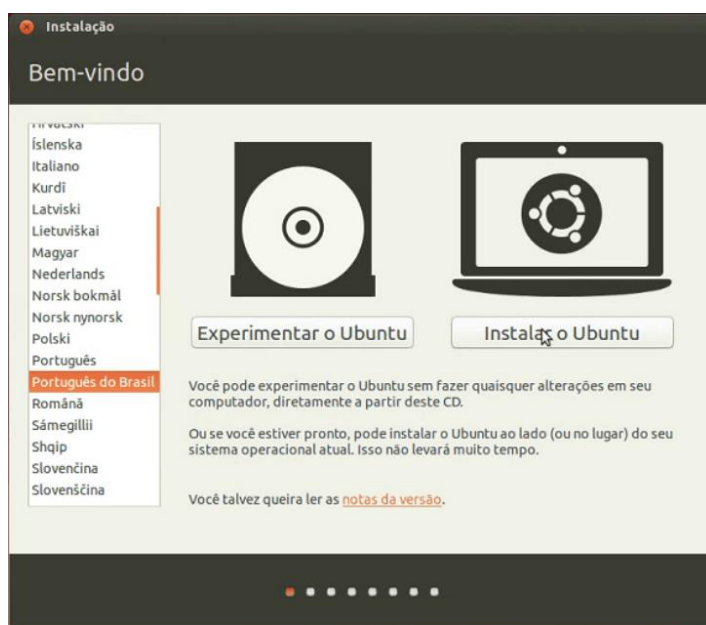 Instalação
Bem-vindo
Íslenska
Italiano
Kurdî
Latviski
Lietuviškai
Magyar
Nederlands
Norsk bokmål
Norsk nynorsk
Polski
Português
Português do Brasil
Română
Sámegillii
Shqip
Slovenčina
Slovenščina
Experimentar o Ubuntu
Instalar o Ubuntu
Você pode experimentar o Ubuntu sem fazer quaisquer alterações em seu
computador, diretamente a partir deste CD.
Ou se você estiver pronto, pode instalar o Ubuntu ao lado (ou no lugar) do seu
sistema operacional atual. Isso não levará muito tempo.
Você talvez queira ler as notas da versão.